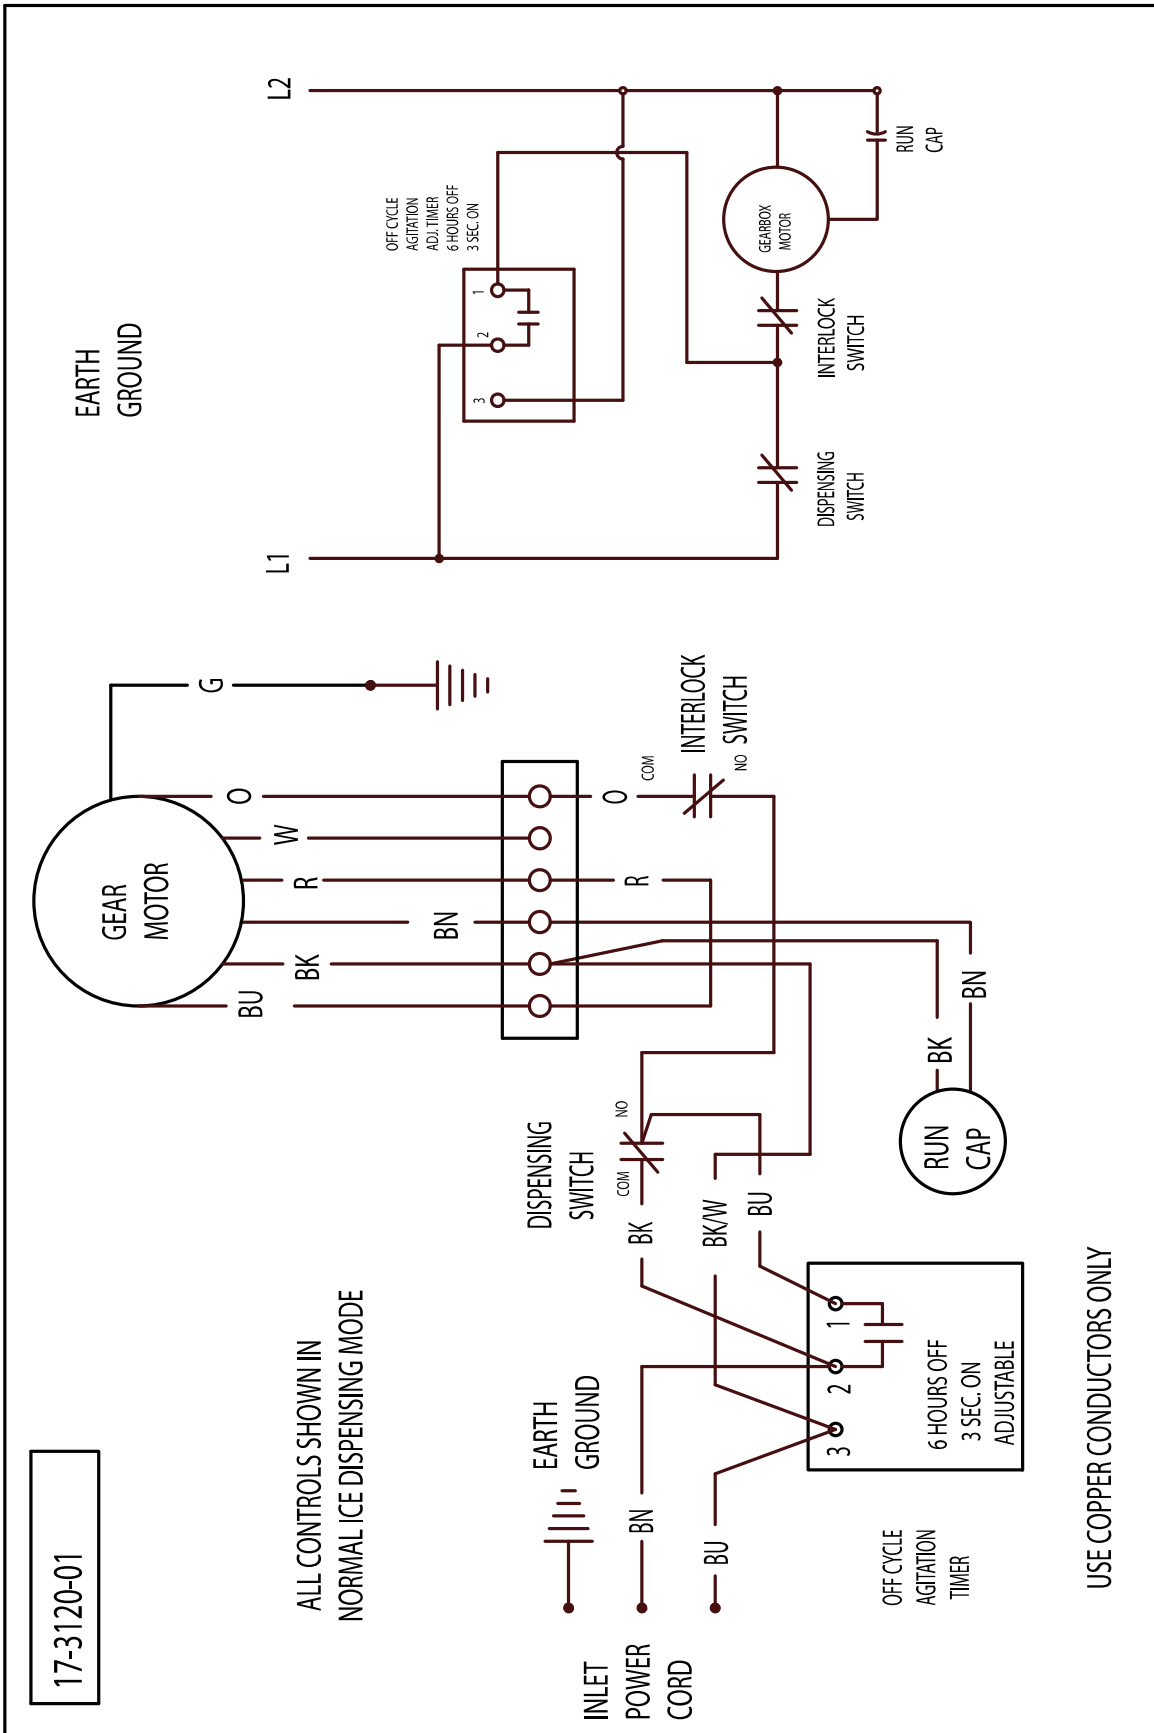 17-3120-01
ALL CONTROLS SHOWN IN
NORMAL ICE DISPENSING MODE
GEAR
MOTOR
G
O
W
R
BN
BK
BU
O
R
COM
NO
INTERLOCK
SWITCH
DISPENSING
SWITCH
COM
NO
BK
BK/W
BU
BK
BN
RUN
CAP
INLET
POWER
CORD
EARTH
GROUND
BN
BU
1
2
3
6 HOURS OFF
3 SEC. ON
ADJUSTABLE
OFF CYCLE
AGITATION
TIMER
USE COPPER CONDUCTORS ONLY
EARTH
GROUND
L1
L2
OFF CYCLE
AGITATION
ADJ. TIMER
6 HOURS OFF
3 SEC. ON
1
2
3
DISPENSING
SWITCH
INTERLOCK
SWITCH
GEARBOX
MOTOR
RUN
CAP